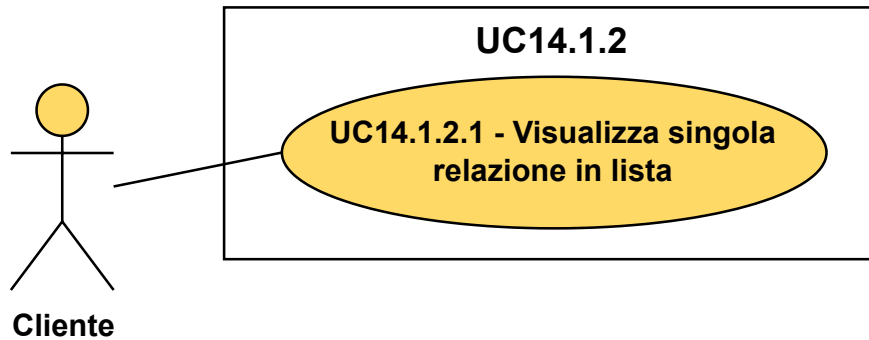 UC14.1.2
UC14.1.2.1 - Visualizza singola
relazione in lista
Cliente